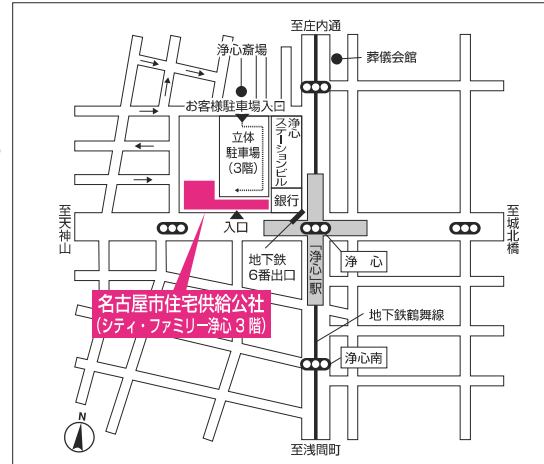 至庄内通
浄心斎場
葬儀会館
お客様駐車場入口
立体
駐車場
(3階)
浄心
ステーションビル
銀行
至天神山
至城北橋
入口
地下鉄
6番出口
「浄心」駅
浄 心
名古屋市住宅供給公社
(シティ・ファミリー浄心 3 階)
地下鉄鶴舞線
浄心南
N
至浅間町